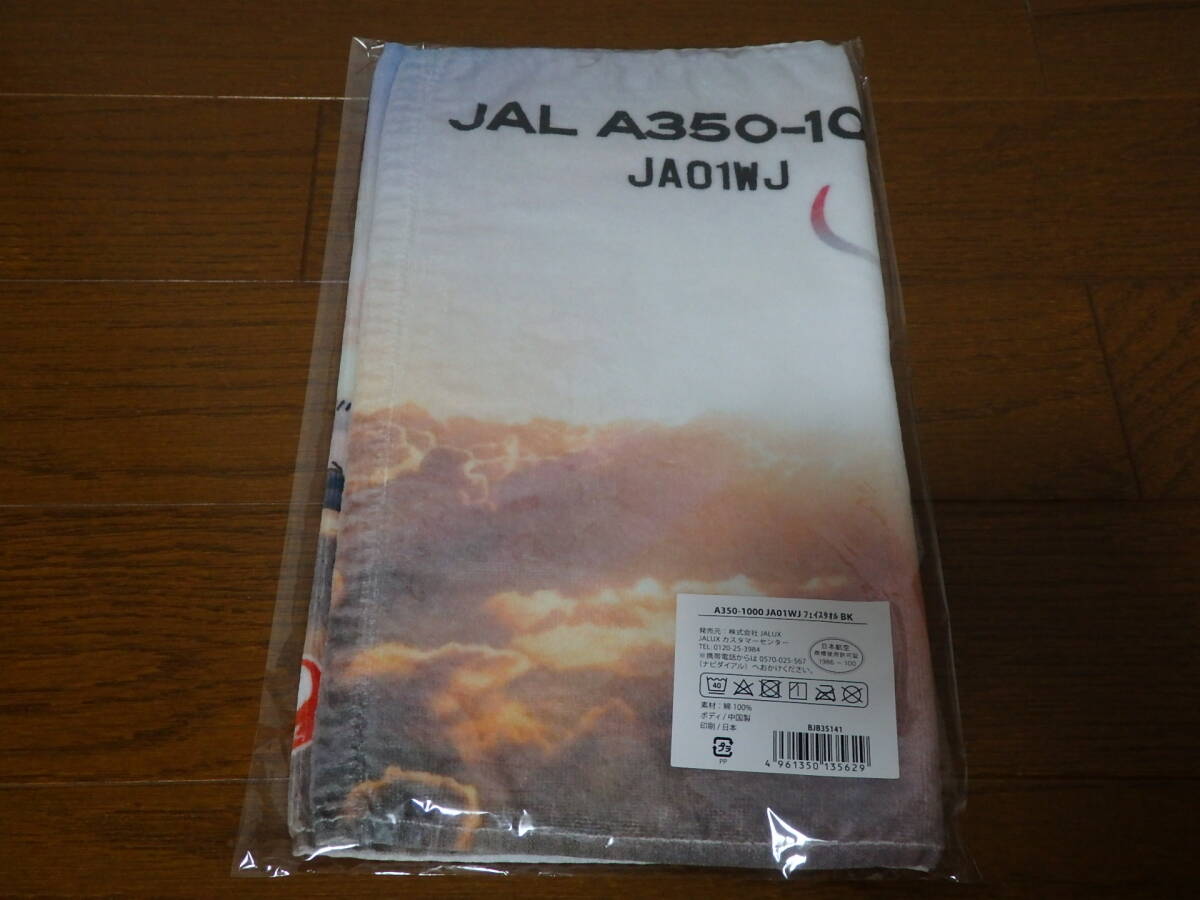 JAL A350-10
JA01WJ
A350-1000 JA01WJ フェイスタオル BK
発売元：株式会社 JALUX
JALUX カスタマーセンター
TEL:0120-25-3984
※携帯電話からは 0570-025-567
（ナビダイアル）へおかけください。
日本航空
商標使用許可証
1986 − 100
40
素材：綿 100%
ボディ / 中国製
印刷 / 日本
BJB35141
プラ
PP
4 961350 135629